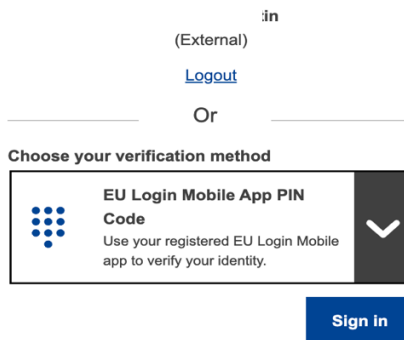 (External)
Logout
Or
Choose your verification method
EU Login Mobile App PIN
Code
Use your registered EU Login Mobile
app to verify your identity.
Sign in